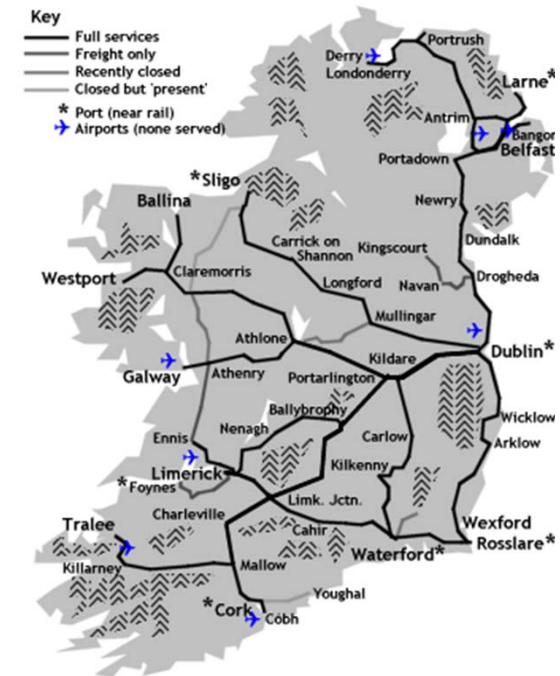 Key
Full services
Freight only
Recently closed
Closed but 'present'
* Port (near rail)
Airports (none served)
Portrush
Derry
Londonderry
Larne*
Antrim
Bangor
Belfast
Portadown
*Sligo
Ballina
Newry
Carrick on
Shannon
Kingscourt
Dundalk
Westport
Claremorris
Longford
Navan
Drogheda
Mullingar
Athlone
Kildare
Dublin*
Galway
Athenry
Portarlington
Ballybrophy
Wicklow
Ennis
Nenagh
Carlow
Arklow
Limerick
Kilkenny
*Foynes
Limk. Jctn.
Charleville
Tralee
Cahir
Wexford
Rosslare*
Waterford*
Killarney
Mallow
Youghal
*Cork
Cobh